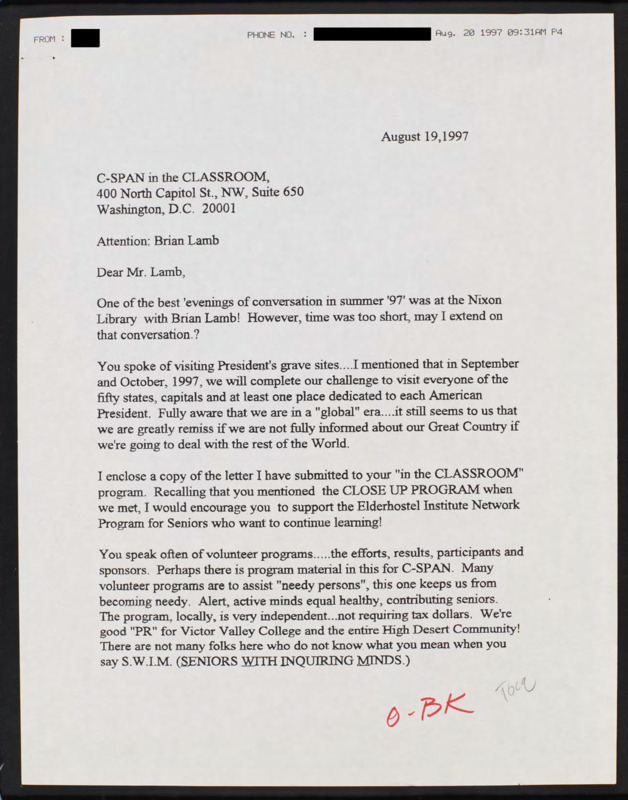 FROM :
PHONE NO. :
Aug. 20 1997 09:31AM P4
August 19,1997
C-SPAN in the CLASSROOM,
400 North Capitol St., NW, Suite 650
Washington, D.C.  20001
Attention: Brian Lamb
Dear Mr. Lamb,
One of the best 'evenings of conversation in summer '97' was at the Nixon
Library  with Brian Lamb!  However, time was too short, may I extend on
that conversation.?
You spoke of visiting President's grave sites....I mentioned that in September
and October, 1997, we will complete our challenge to visit everyone of the
fifty states, capitals and at least one place dedicated to each American
President.  Fully aware that we are in a "global" era....it still seems to us that
we are greatly remiss if we are not fully informed about our Great Country if
we're going to deal with the rest of the World.
I enclose a copy of the letter I have submitted to your "in the CLASSROOM"
program.  Recalling that you mentioned  the CLOSE UP PROGRAM when
we met, I would encourage you  to support the Elderhostel Institute Network
Program for Seniors who want to continue learning!
You speak often of volunteer programs.....the efforts, results, participants and
sponsors.  Perhaps there is program material in this for C-SPAN.  Many
volunteer programs are to assist "needy persons", this one keeps us from
becoming needy.  Alert, active minds equal healthy, contributing seniors.
The program, locally, is very independent...not requiring tax dollars.  We're
good "PR" for Victor Valley College and the entire High Desert Community!
There are not many folks here who do not know what you mean when you
say S.W.I.M. (SENIORS WITH INQUIRING MINDS.)
O-BK